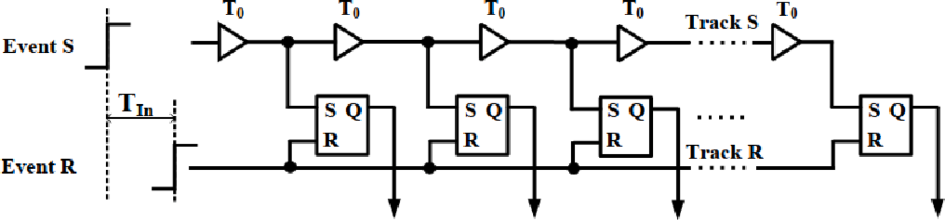 T0 T0 T0 T0 T0
Event S Track S
TIn S Q S Q S Q S Q
R R R R
Event R Track R